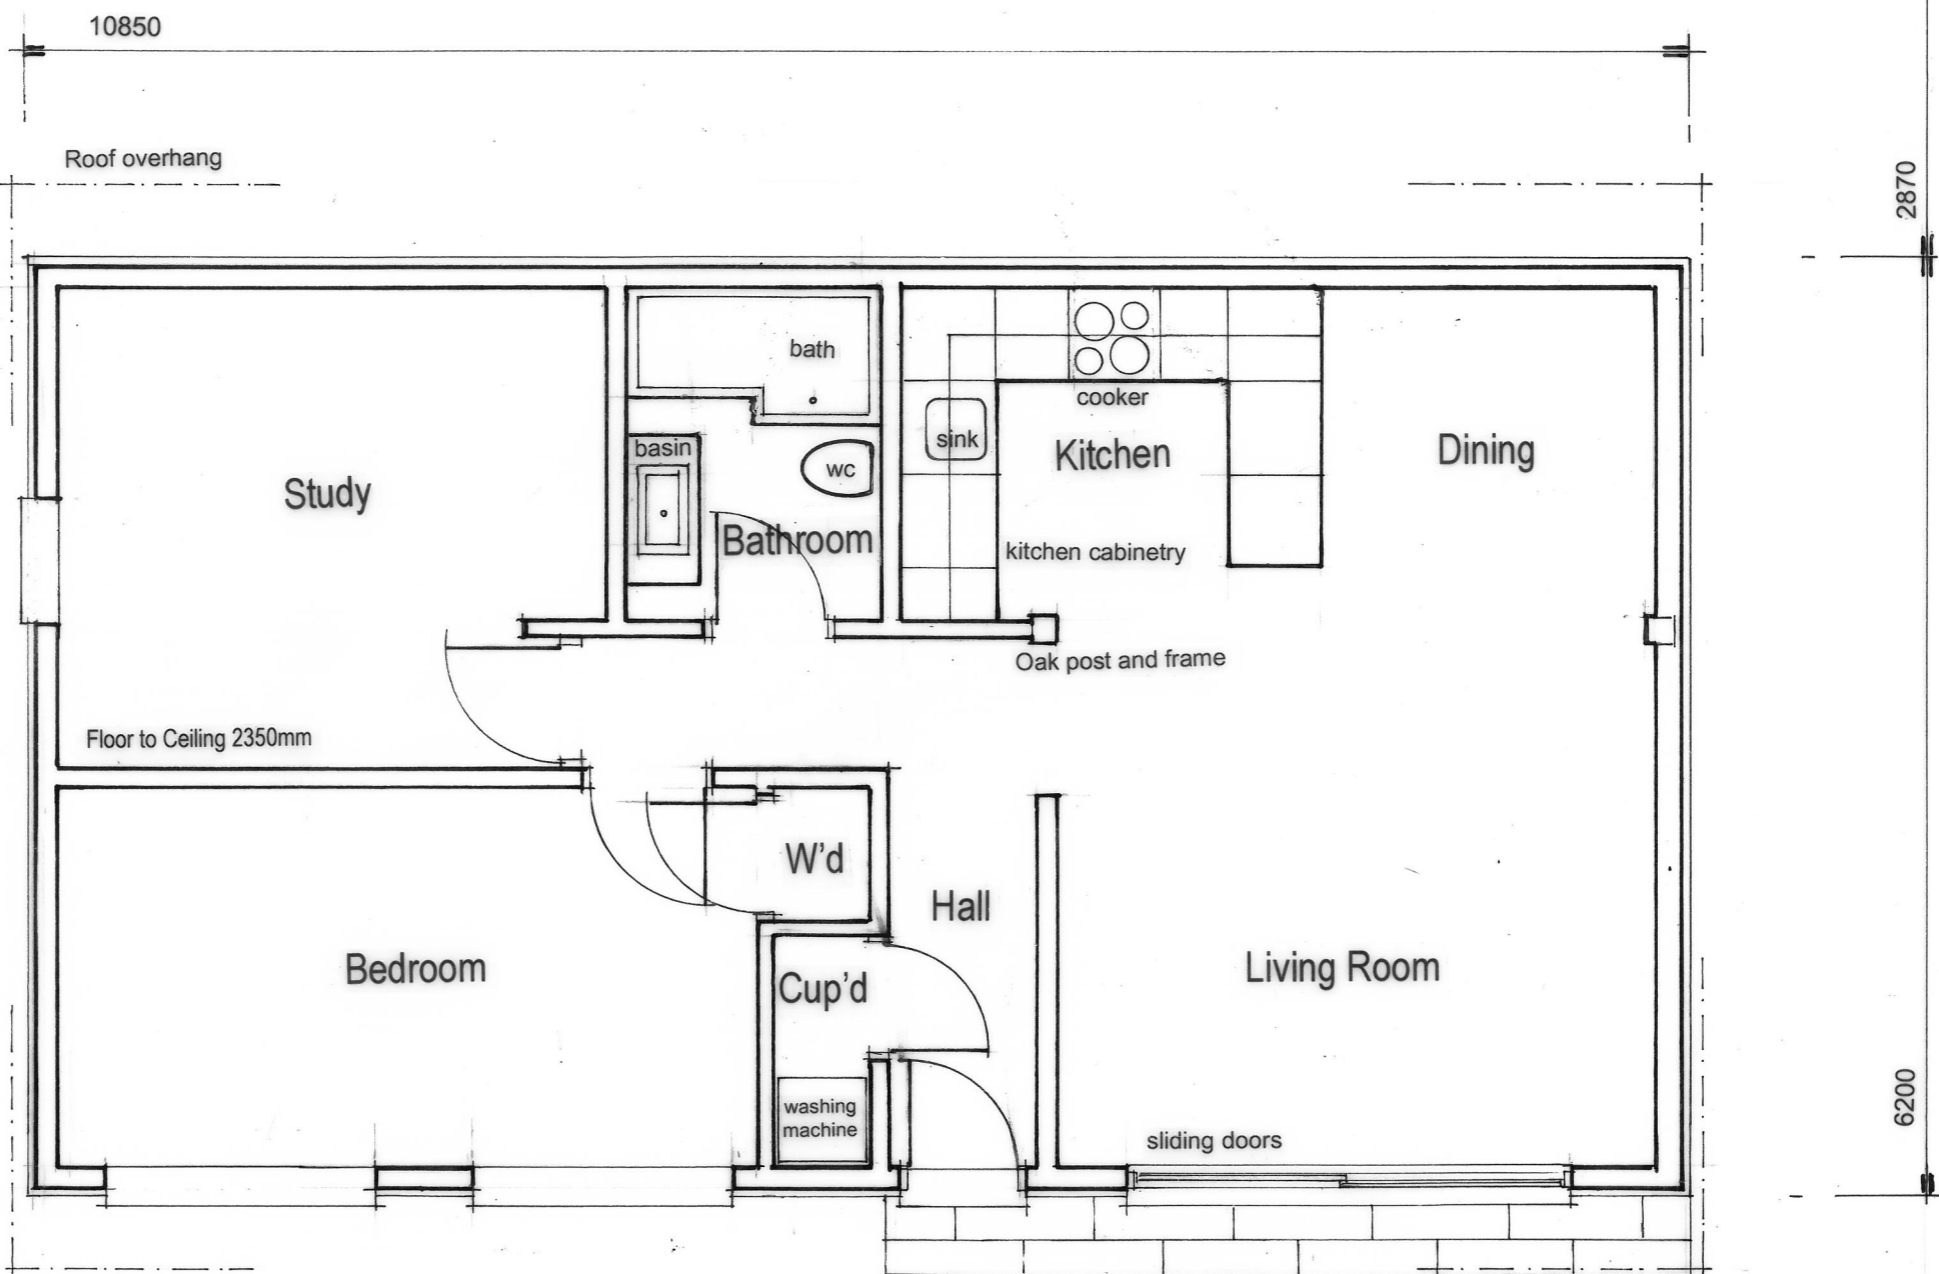 10850
Roof overhang
2870
bath
cooker
basin
sink
wc
Kitchen
Dining
Study
Bathroom
kitchen cabinetry
Oak post and frame
Floor to Ceiling 2350mm
W'd
Hall
Bedroom
Cup'd
Living Room
washing
machine
sliding doors
6200